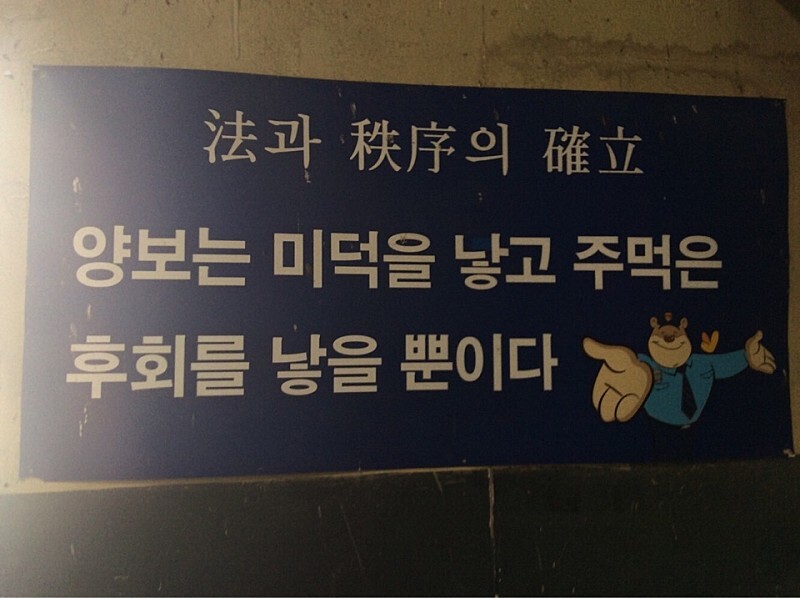 法과 秩序의 確立
양보는 미덕을 낳고 주먹은
후회를 낳을 뿐이다